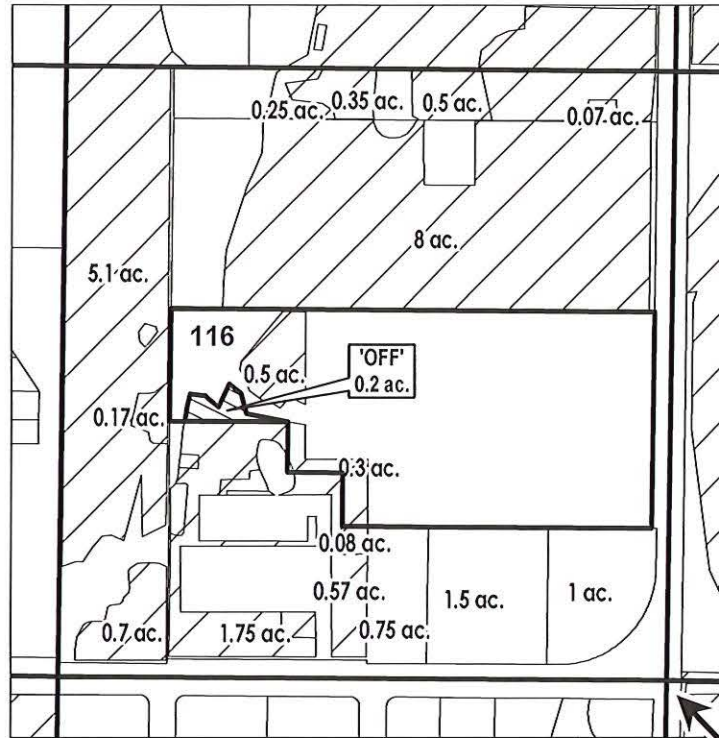 0.25 ac.
0.35 ac.
0.5 ac.
0.07 ac.
8 ac.
5.1 ac.
116
0.5 ac.
'OFF'
0.2 ac.
0.17 ac.
0.3 ac.
0.08 ac.
0.57 ac.
1.5 ac.
1 ac.
0.7 ac.
1.75 ac.
0.75 ac.